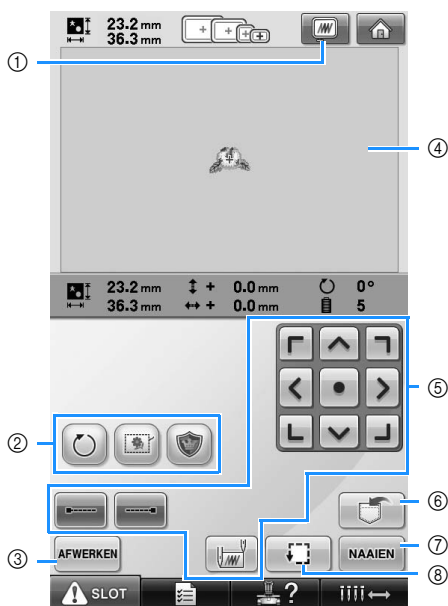 23.2 mm
36.3 mm
①
④
23.2 mm + 0.0 mm 0°
36.3 mm + 0.0 mm 5
⑤
②
⑥
③ AFWERKEN NAAIEN ⑦
⑧
SLOT ?